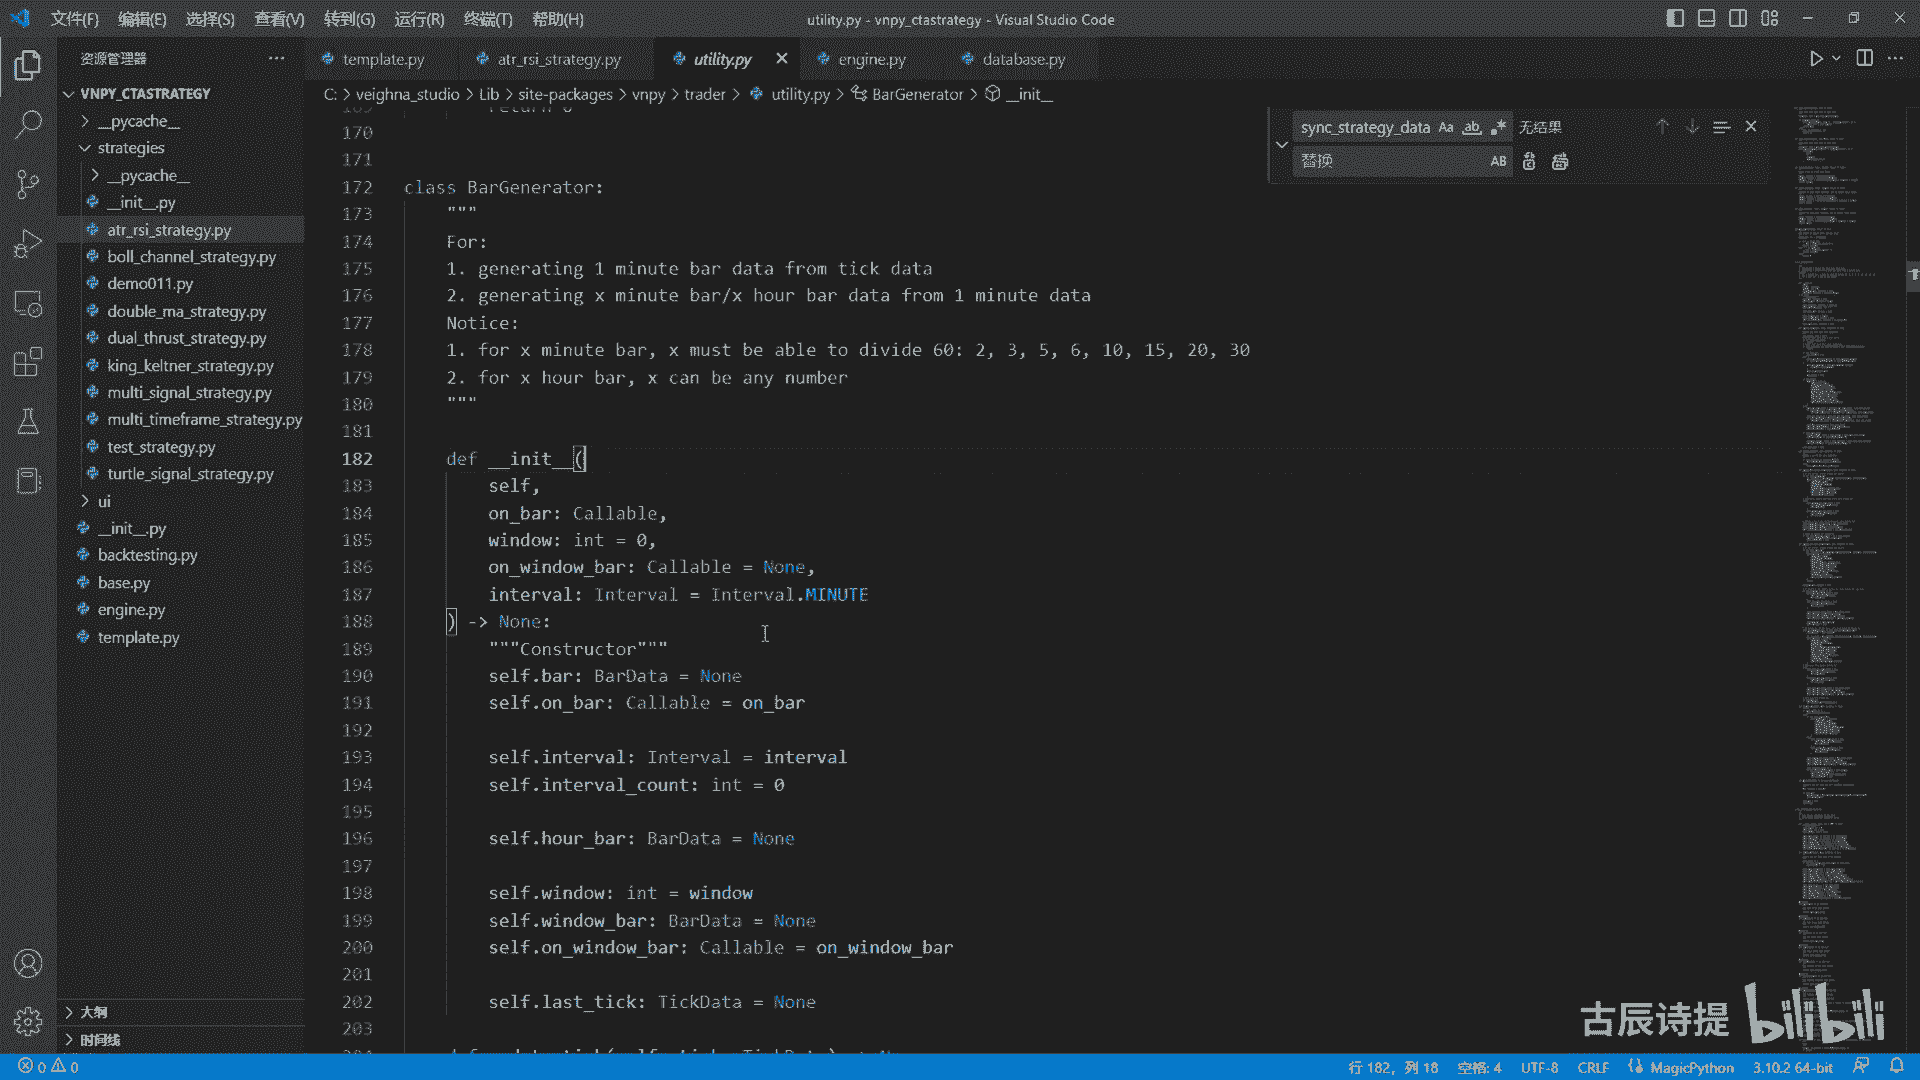 文件(F) 编辑(E) 选择(S) 查看(V) 转到(G) 运行(R) 终端(T) 帮助(H)
utility.py - vnpy_ctastrategy - Visual Studio Code
资源管理器
template.py
atr_rsi_strategy.py
utility.py
engine.py
database.py
VNPY_CTASTRATEGY
__pycache__
strategies
__pycache__
__init__.py
atr_rsi_strategy.py
boll_channel_strategy.py
demo011.py
double_ma_strategy.py
dual_thrust_strategy.py
king_keltner_strategy.py
multi_signal_strategy.py
multi_timeframe_strategy.py
test_strategy.py
turtle_signal_strategy.py
ui
__init__.py
backtesting.py
base.py
engine.py
template.py
大纲
时间线
C: > veighna_studio > Lib > site-packages > vnpy > trader > utility.py > BarGenerator > __init__
sync_strategy_data Aa ab 无结果
替换 AB
169 return 0
170
171
172 class BarGenerator:
173 """
174 For:
175 1. generating 1 minute bar data from tick data
176 2. generating x minute bar/x hour bar data from 1 minute data
177 Notice:
178 1. for x minute bar, x must be able to divide 60: 2, 3, 5, 6, 10, 15, 20, 30
179 2. for x hour bar, x can be any number
180 """
181
182 def __init__(
183 self,
184 on_bar: Callable,
185 window: int = 0,
186 on_window_bar: Callable = None,
187 interval: Interval = Interval.MINUTE
188 ) -> None:
189 """Constructor"""
190 self.bar: BarData = None
191 self.on_bar: Callable = on_bar
192
193 self.interval: Interval = interval
194 self.interval_count: int = 0
195
196 self.hour_bar: BarData = None
197
198 self.window: int = window
199 self.window_bar: BarData = None
200 self.on_window_bar: Callable = on_window_bar
201
202 self.last_tick: TickData = None
203
古辰诗提 bilibili
0 0
行 182，列 18 空格: 4 UTF-8 CRLF MagicPython 3.10.2 64-bit